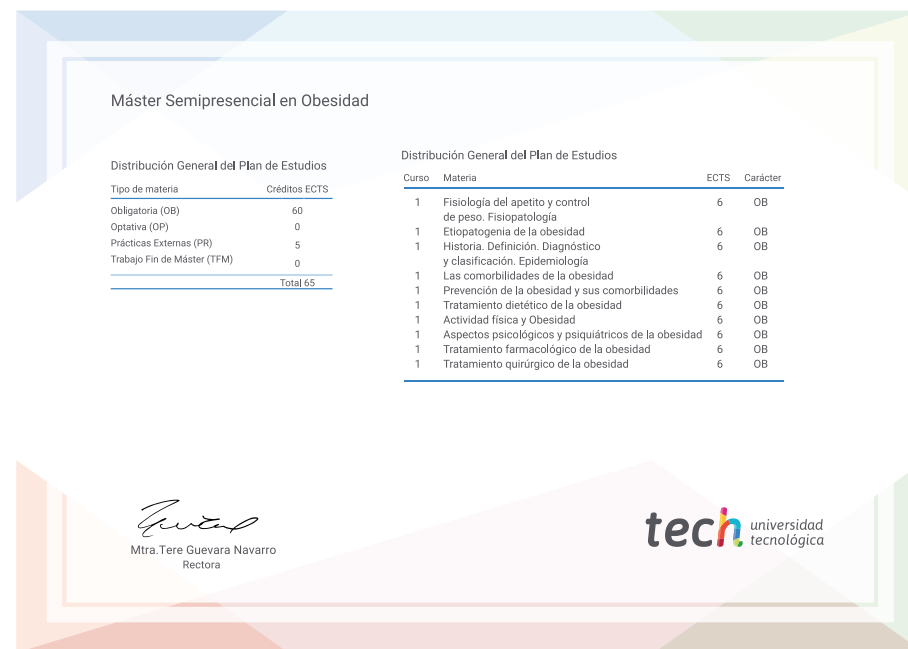 Máster Semipresencial en Obesidad
Distribución General del Plan de Estudios
Tipo de materia Créditos ECTS
Obligatoria (OB) 60
Optativa (OP) 0
Prácticas Externas (PR) 5
Trabajo Fin de Máster (TFM) 0
Total 65
Distribución General del Plan de Estudios
Curso Materia ECTS Carácter
1 Fisiología del apetito y control 6 OB
de peso. Fisiopatología
1 Etiopatogenia de la obesidad 6 OB
1 Historia. Definición. Diagnóstico 6 OB
y clasificación. Epidemiología
1 Las comorbilidades de la obesidad 6 OB
1 Prevención de la obesidad y sus comorbilidades 6 OB
1 Tratamiento dietético de la obesidad 6 OB
1 Actividad física y Obesidad 6 OB
1 Aspectos psicológicos y psiquiátricos de la obesidad 6 OB
1 Tratamiento farmacológico de la obesidad 6 OB
1 Tratamiento quirúrgico de la obesidad 6 OB
Mtra.Tere Guevara Navarro
Rectora
tech universidad
tecnológica